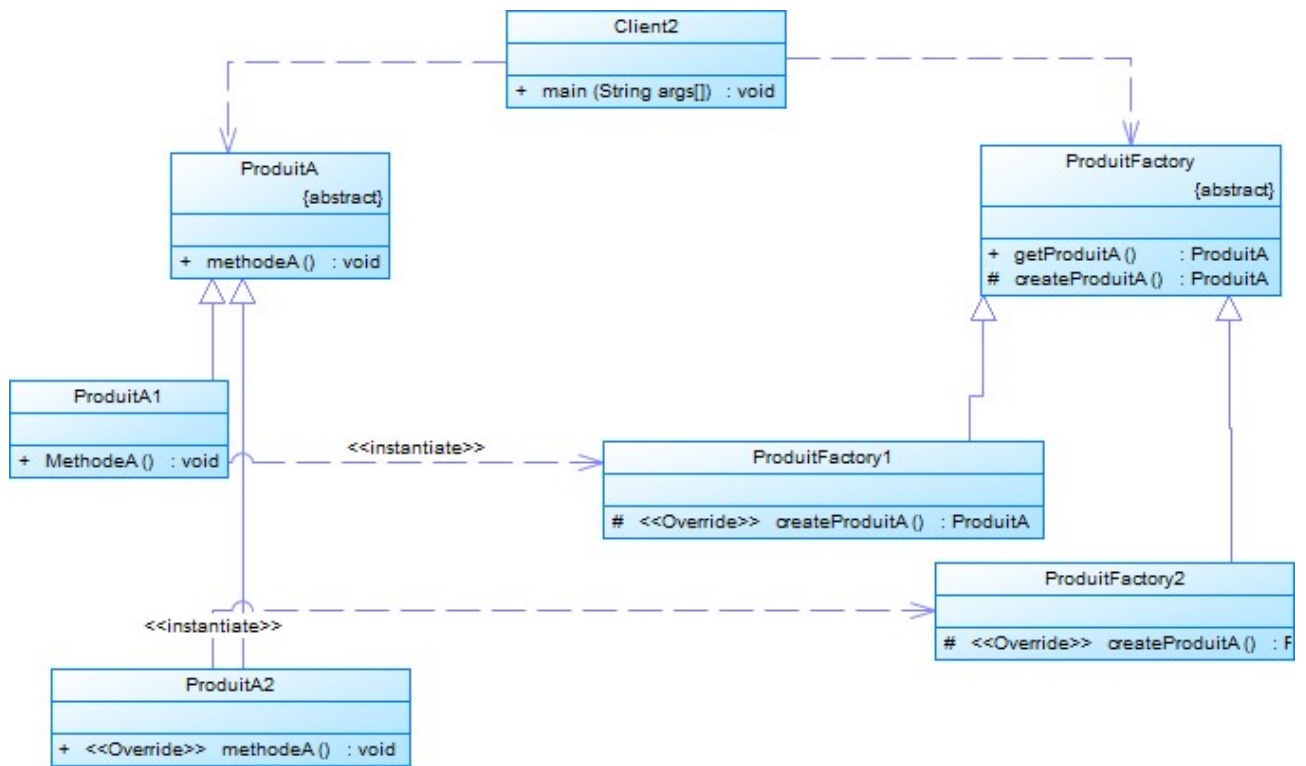 Client2
+ main (String args[]) : void
ProduitA
{abstract}
+ methodeA () : void
ProduitFactory
{abstract}
+ getProduitA () : ProduitA
# createProduitA () : ProduitA
ProduitA1
+ MethodeA () : void
<<instantiate>>
ProduitFactory1
# <<Override>> createProduitA () : ProduitA
ProduitFactory2
# <<Override>> createProduitA () : F
<<instantiate>>
ProduitA2
+ <<Override>> methodeA () : void